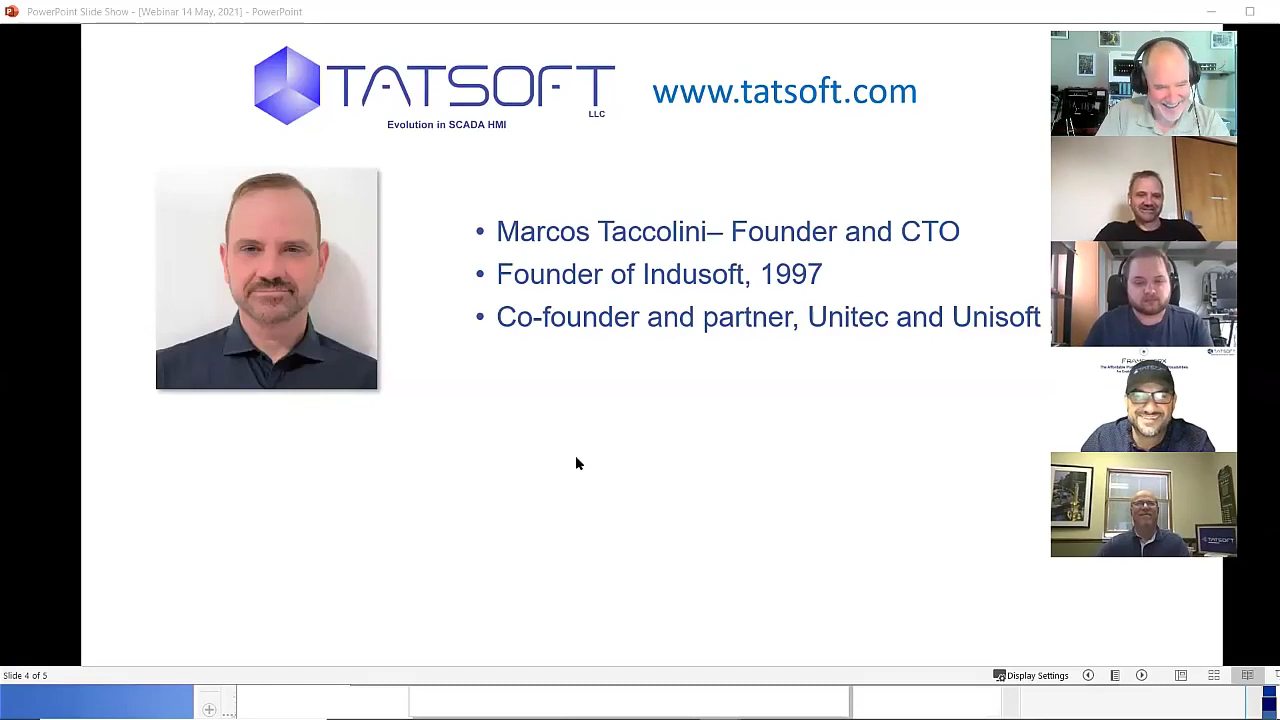 PowerPoint Slide Show - [Webinar 14 May, 2021] - PowerPoint
TATSOFT
LLC
Evolution in SCADA HMI
www.tatsoft.com
• Marcos Taccolini– Founder and CTO
• Founder of Indusoft, 1997
• Co-founder and partner, Unitec and Unisoft
TATSOFT
TATSOFT
Slide 4 of 5
Display Settings